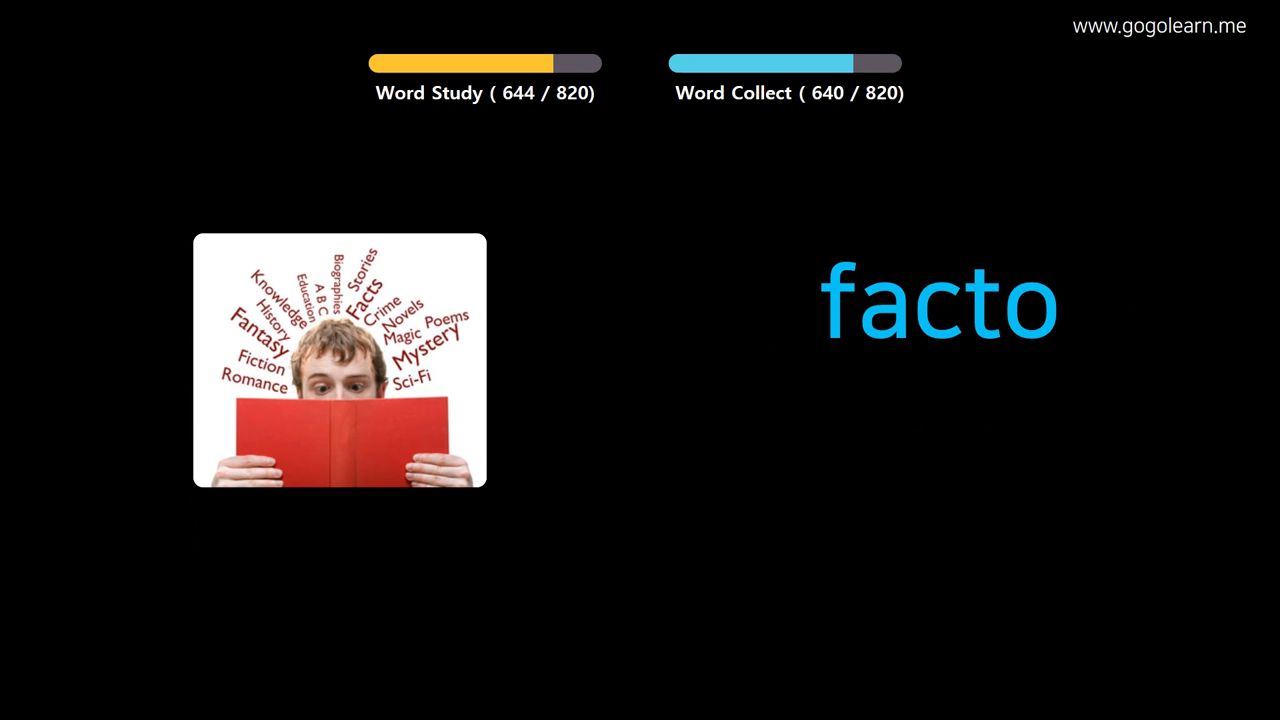 www.gogolearn.me
Word Study ( 644 / 820)
Word Collect ( 640 / 820)
Knowledge
History
Fantasy
Fiction
Romance
Education
A B C
Biographies
Stories
Facts
Crime
Novels
Magic
Poems
Mystery
Sci-Fi
facto